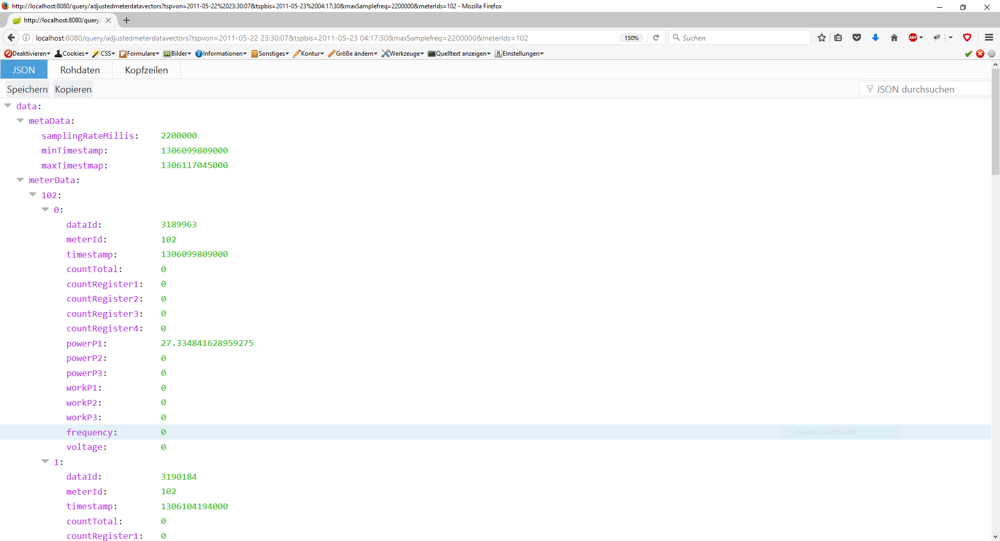 http://localhost:8080/query/adjustedmeterdatavectors?tspvon=2011-05-22%2023:30:07&tspbis=2011-05-23%2004:17:30&maxSamplefreq=2200000&meterIds=102 - Mozilla Firefox
http://localhost:8080/query/
localhost:8080/query/adjustedmeterdatavectors?tspvon=2011-05-22 23:30:07&tspbis=2011-05-23 04:17:30&maxSamplefreq=2200000&meterIds=102 150% Suchen ABP
Deaktivieren Cookies CSS Formulare Bilder Informationen Sonstiges Kontur Größe ändern Werkzeuge Quelltext anzeigen Einstellungen
JSON Rohdaten Kopfzeilen
Speichern Kopieren JSON durchsuchen
data:
metaData:
samplingRateMillis: 2200000
minTimestamp: 1306099809000
maxTimestmap: 1306117045000
meterData:
102:
0:
dataId: 3189963
meterId: 102
timestamp: 1306099809000
countTotal: 0
countRegister1: 0
countRegister2: 0
countRegister3: 0
countRegister4: 0
powerP1: 27.334841628959275
powerP2: 0
powerP3: 0
workP1: 0
workP2: 0
workP3: 0
frequency: 0 Fenster ausschneiden
voltage: 0
1:
dataId: 3190184
meterId: 102
timestamp: 1306104194000
countTotal: 0
countRegister1: 0